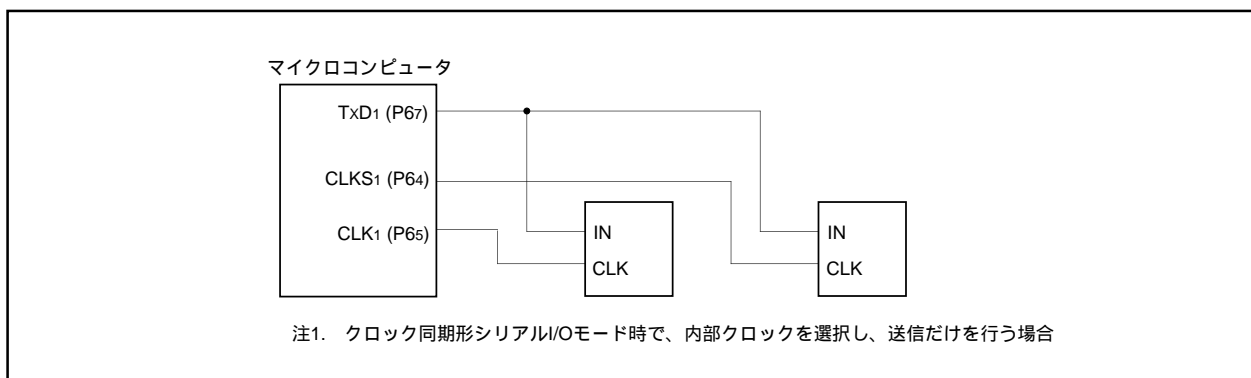 マイクロコンピュータ
TXD1 (P67)
CLKS1 (P64)
CLK1 (P65)
IN
CLK
IN
CLK
注1. クロック同期形シリアルI/Oモード時で、内部クロックを選択し、送信だけを行う場合